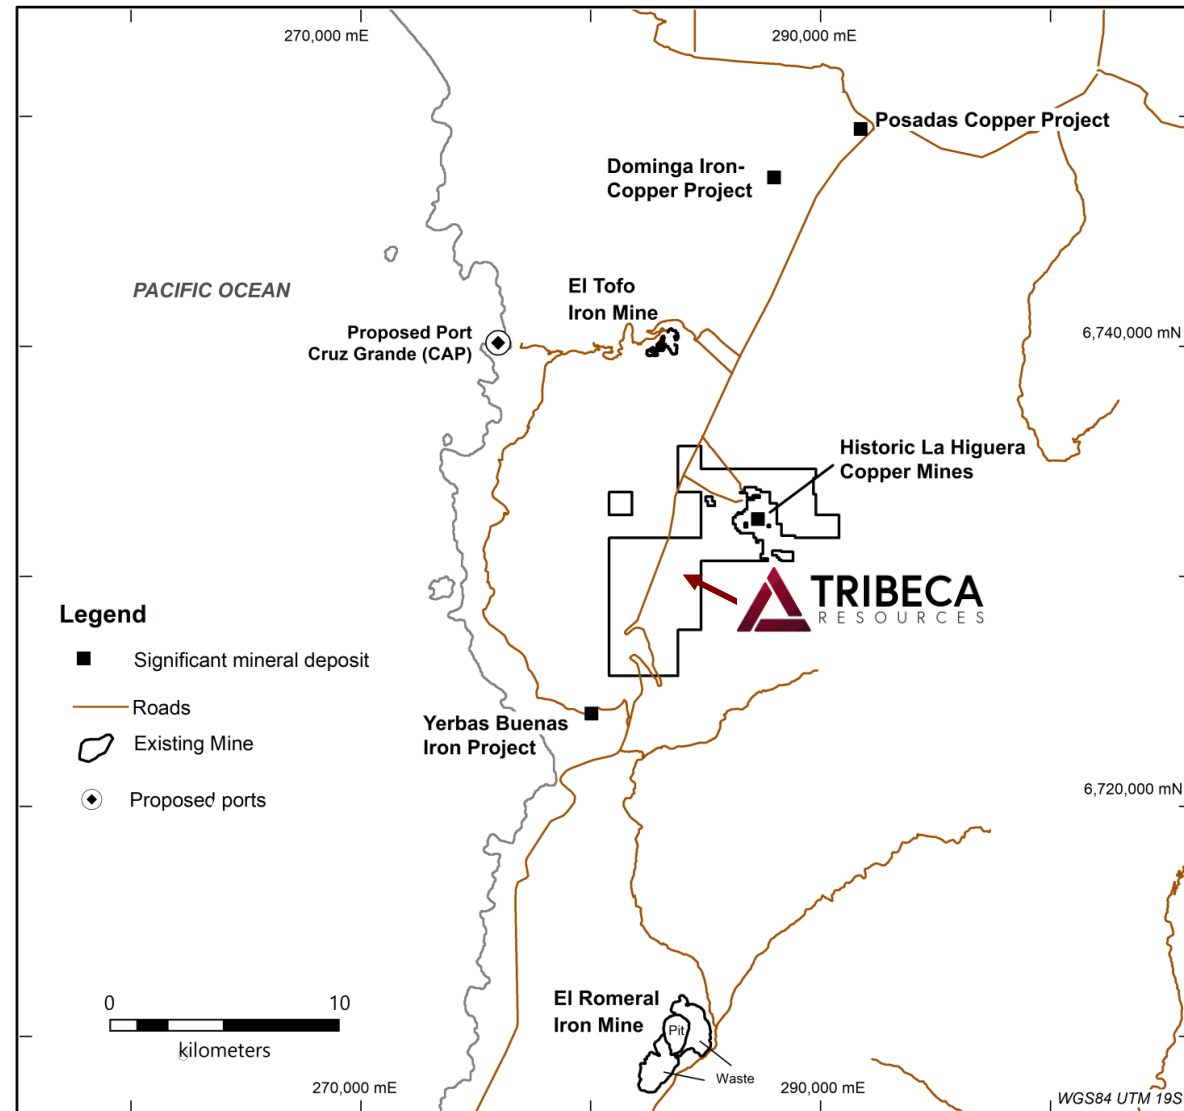 270,000 mE
290,000 mE
Posadas Copper Project
Dominga Iron-
Copper Project
PACIFIC OCEAN
El Tofo
Iron Mine
Proposed Port
Cruz Grande (CAP)
6,740,000 mN
Historic La Higuera
Copper Mines
TRIBECA
RESOURCES
Legend
Significant mineral deposit
Roads
Existing Mine
Proposed ports
Yerbas Buenas
Iron Project
6,720,000 mN
0
10
kilometers
El Romeral
Iron Mine
Pit
Waste
270,000 mE
290,000 mE
WGS84 UTM 19S